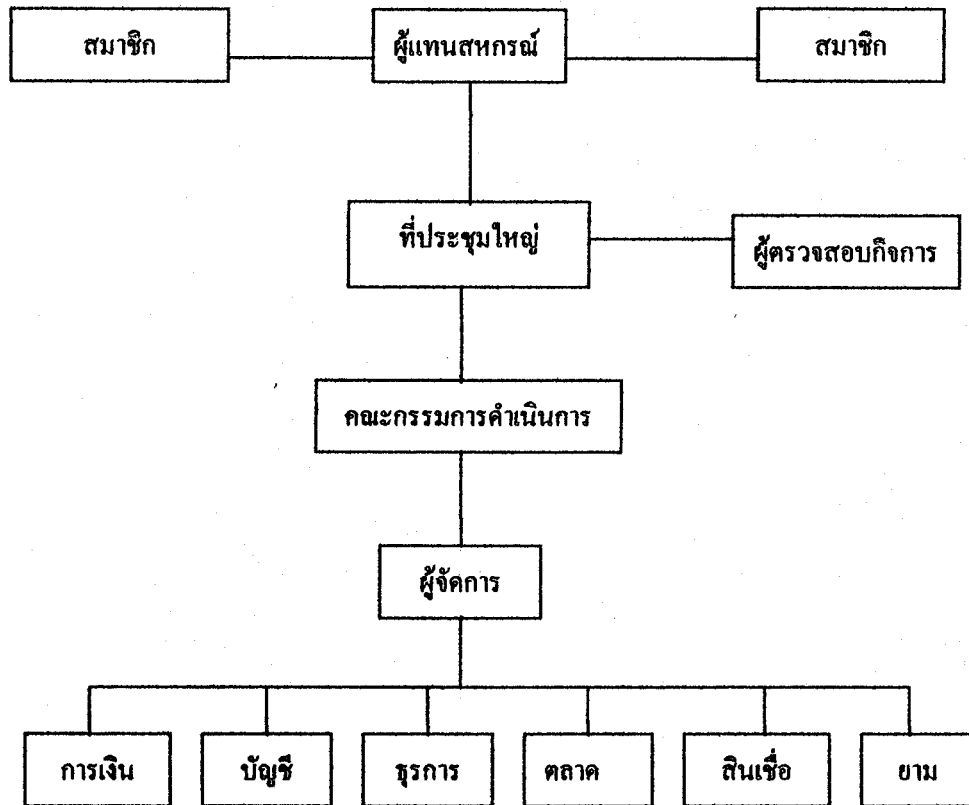 สมาชิก
ผู้แทนสหกรณ์
สมาชิก
ที่ประชุมใหญ่
ผู้ตรวจสอบกิจการ
คณะกรรมการดำเนินการ
ผู้จัดการ
การเงิน
บัญชี
ธุรการ
ตลาด
สินเชื่อ
ยาม